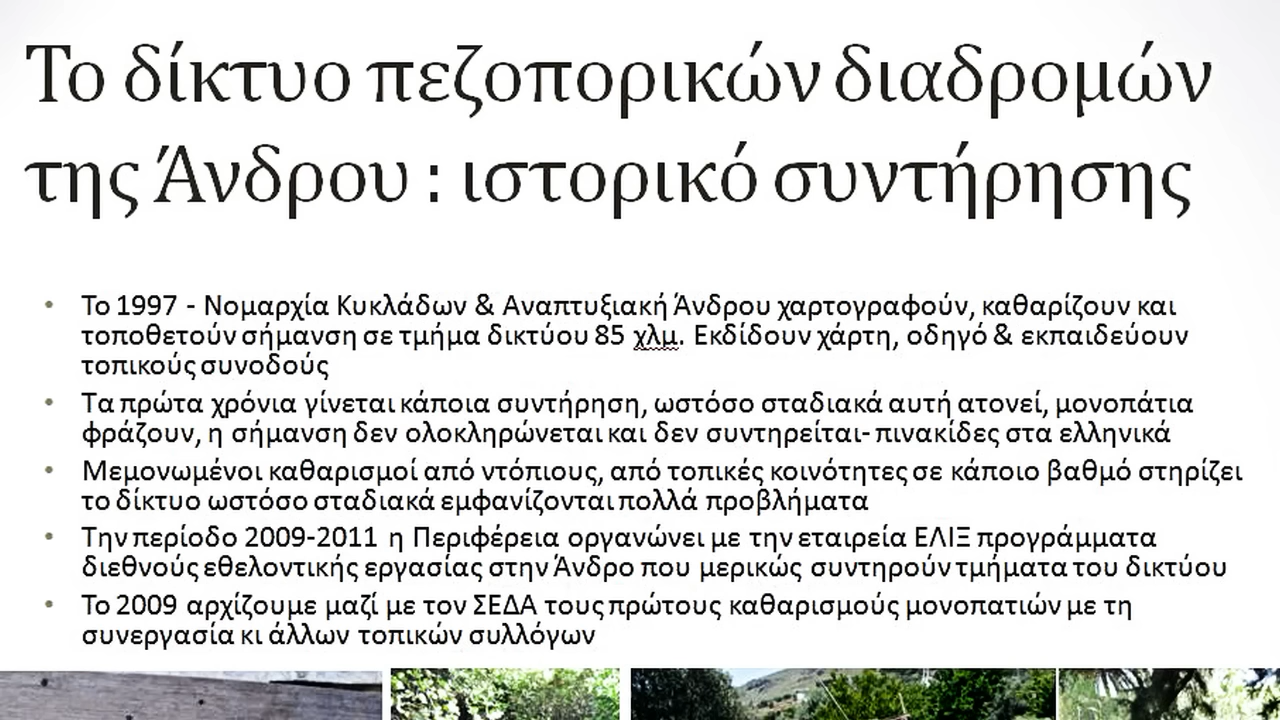 Το δίκτυο πεζοπορικών διαδρομών
της Άνδρου : ιστορικό συντήρησης
• Το 1997 - Νομαρχία Κυκλάδων & Αναπτυξιακή Άνδρου χαρτογραφούν, καθαρίζουν και
τοποθετούν σήμανση σε τμήμα δικτύου 85 χλμ. Εκδίδουν χάρτη, οδηγό & εκπαιδεύουν
τοπικούς συνοδούς
• Τα πρώτα χρόνια γίνεται κάποια συντήρηση, ωστόσο σταδιακά αυτή ατονεί, μονοπάτια
φράζουν, η σήμανση δεν ολοκληρώνεται και δεν συντηρείται- πινακίδες στα ελληνικά
• Μεμονωμένοι καθαρισμοί από ντόπιους, από τοπικές κοινότητες σε κάποιο βαθμό στηρίζει
το δίκτυο ωστόσο σταδιακά εμφανίζονται πολλά προβλήματα
• Την περίοδο 2009-2011 η Περιφέρεια οργανώνει με την εταιρεία ΕΛΙΞ προγράμματα
διεθνούς εθελοντικής εργασίας στην Άνδρο που μερικώς συντηρούν τμήματα του δικτύου
• Το 2009 αρχίζουμε μαζί με τον ΣΕΔΑ τους πρώτους καθαρισμούς μονοπατιών με τη
συνεργασία κι άλλων τοπικών συλλόγων